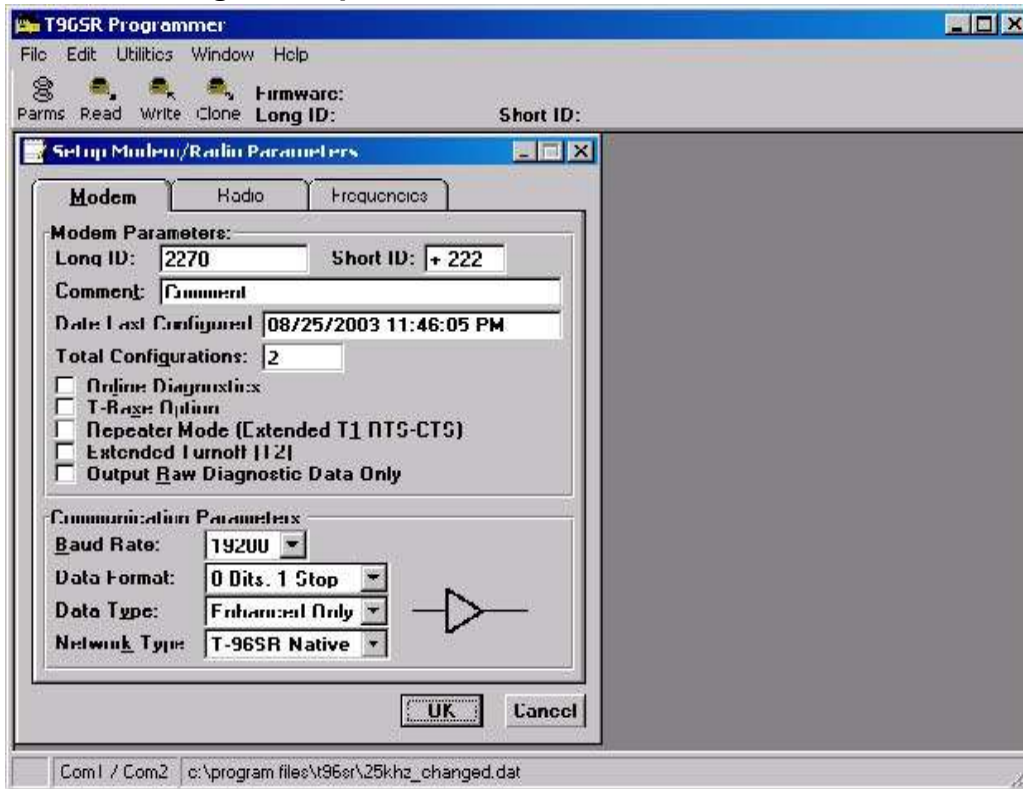 T96SR Programmer
File Edit Utilities Window Help
Parms Read Write Clone
Firmware:
Long ID: Short ID:
Setup Modem/Radio Parameters
Modem Radio Frequencies
Modem Parameters:
Long ID: 2270 Short ID: + 222
Comment: Comment
Date Last Configured 08/25/2003 11:46:05 PM
Total Configurations: 2
Online Diagnostics
T-Base Option
Repeater Mode (Extended T1 RTS-CTS)
Extended Turnoff (T2)
Output Raw Diagnostic Data Only
Communication Parameters
Baud Rate: 19200
Data Format: 8 Bits, 1 Stop
Data Type: Enhanced Only
Network Type T-96SR Native
OK Cancel
Com1 / Com2 c:\program files\t96sr\25khz_changed.dat